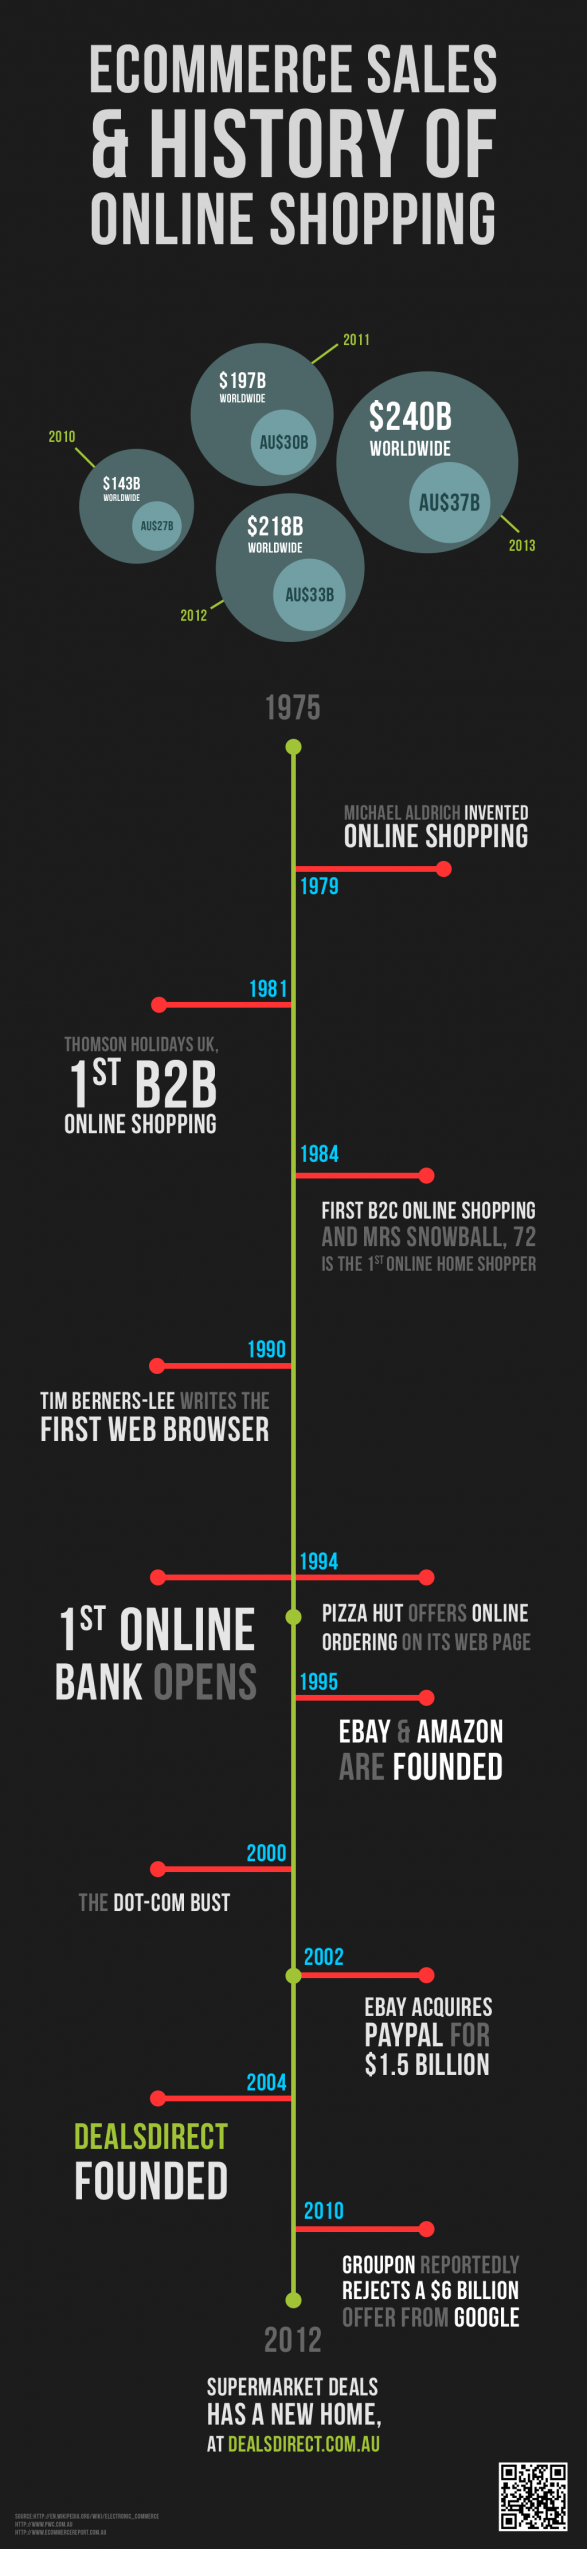 ECOMMERCE SALES
& HISTORY OF
ONLINE SHOPPING
2011
$197B
WORLDWIDE
AU$30B
$240B
WORLDWIDE
AU$37B
2013
2010
$143B
WORLDWIDE
AU$27B
$218B
WORLDWIDE
AU$33B
2012
1975
MICHAEL ALDRICH INVENTED
ONLINE SHOPPING
1979
1981
THOMSON HOLIDAYS UK,
1ST B2B
ONLINE SHOPPING
1984
FIRST B2C ONLINE SHOPPING
AND MRS SNOWBALL, 72
IS THE 1ST ONLINE HOME SHOPPER
1990
TIM BERNERS-LEE WRITES THE
FIRST WEB BROWSER
1994
1ST ONLINE
BANK OPENS
PIZZA HUT OFFERS ONLINE
ORDERING ON ITS WEB PAGE
1995
EBAY & AMAZON
ARE FOUNDED
2000
THE DOT-COM BUST
2002
EBAY ACQUIRES
PAYPAL FOR
$1.5 BILLION
2004
DEALSDIRECT
FOUNDED
2010
GROUPON REPORTEDLY
REJECTS A $6 BILLION
OFFER FROM GOOGLE
2012
SUPERMARKET DEALS
HAS A NEW HOME,
AT DEALSDIRECT.COM.AU
SOURCE:HTTP://EN.WIKIPEDIA.ORG/WIKI/ELECTRONIC_COMMERCE
HTTP://WWW.PWC.COM.AU
HTTP://WWW.ECOMMERCEREPORT.COM.AU